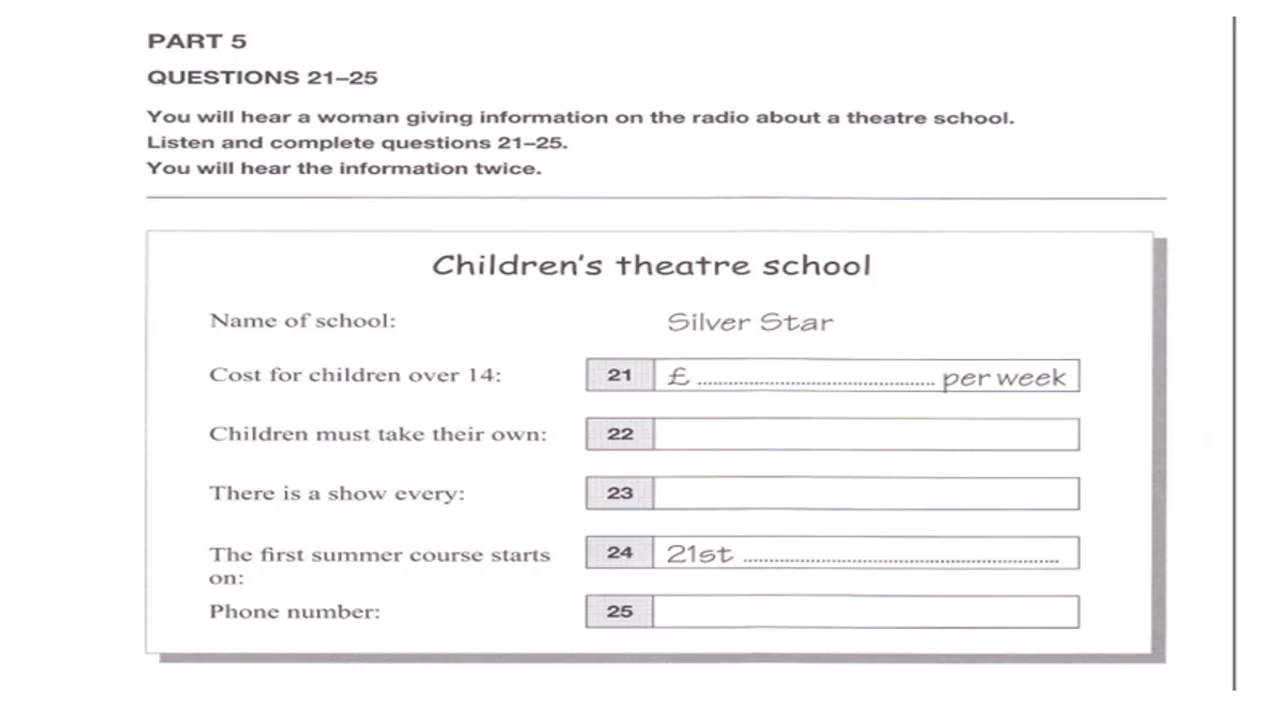 PART 5
QUESTIONS 21–25
You will hear a woman giving information on the radio about a theatre school.
Listen and complete questions 21–25.
You will hear the information twice.
Children's theatre school
Name of school: Silver Star
Cost for children over 14: 21 £ ........................................ per week
Children must take their own: 22
There is a show every: 23
The first summer course starts on: 24 21st ........................................
Phone number: 25